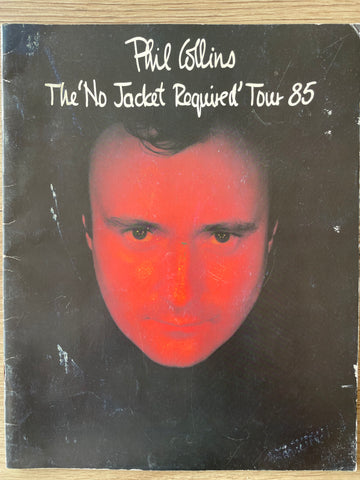 Phil Collins
The 'No Jacket Required' Tour 85